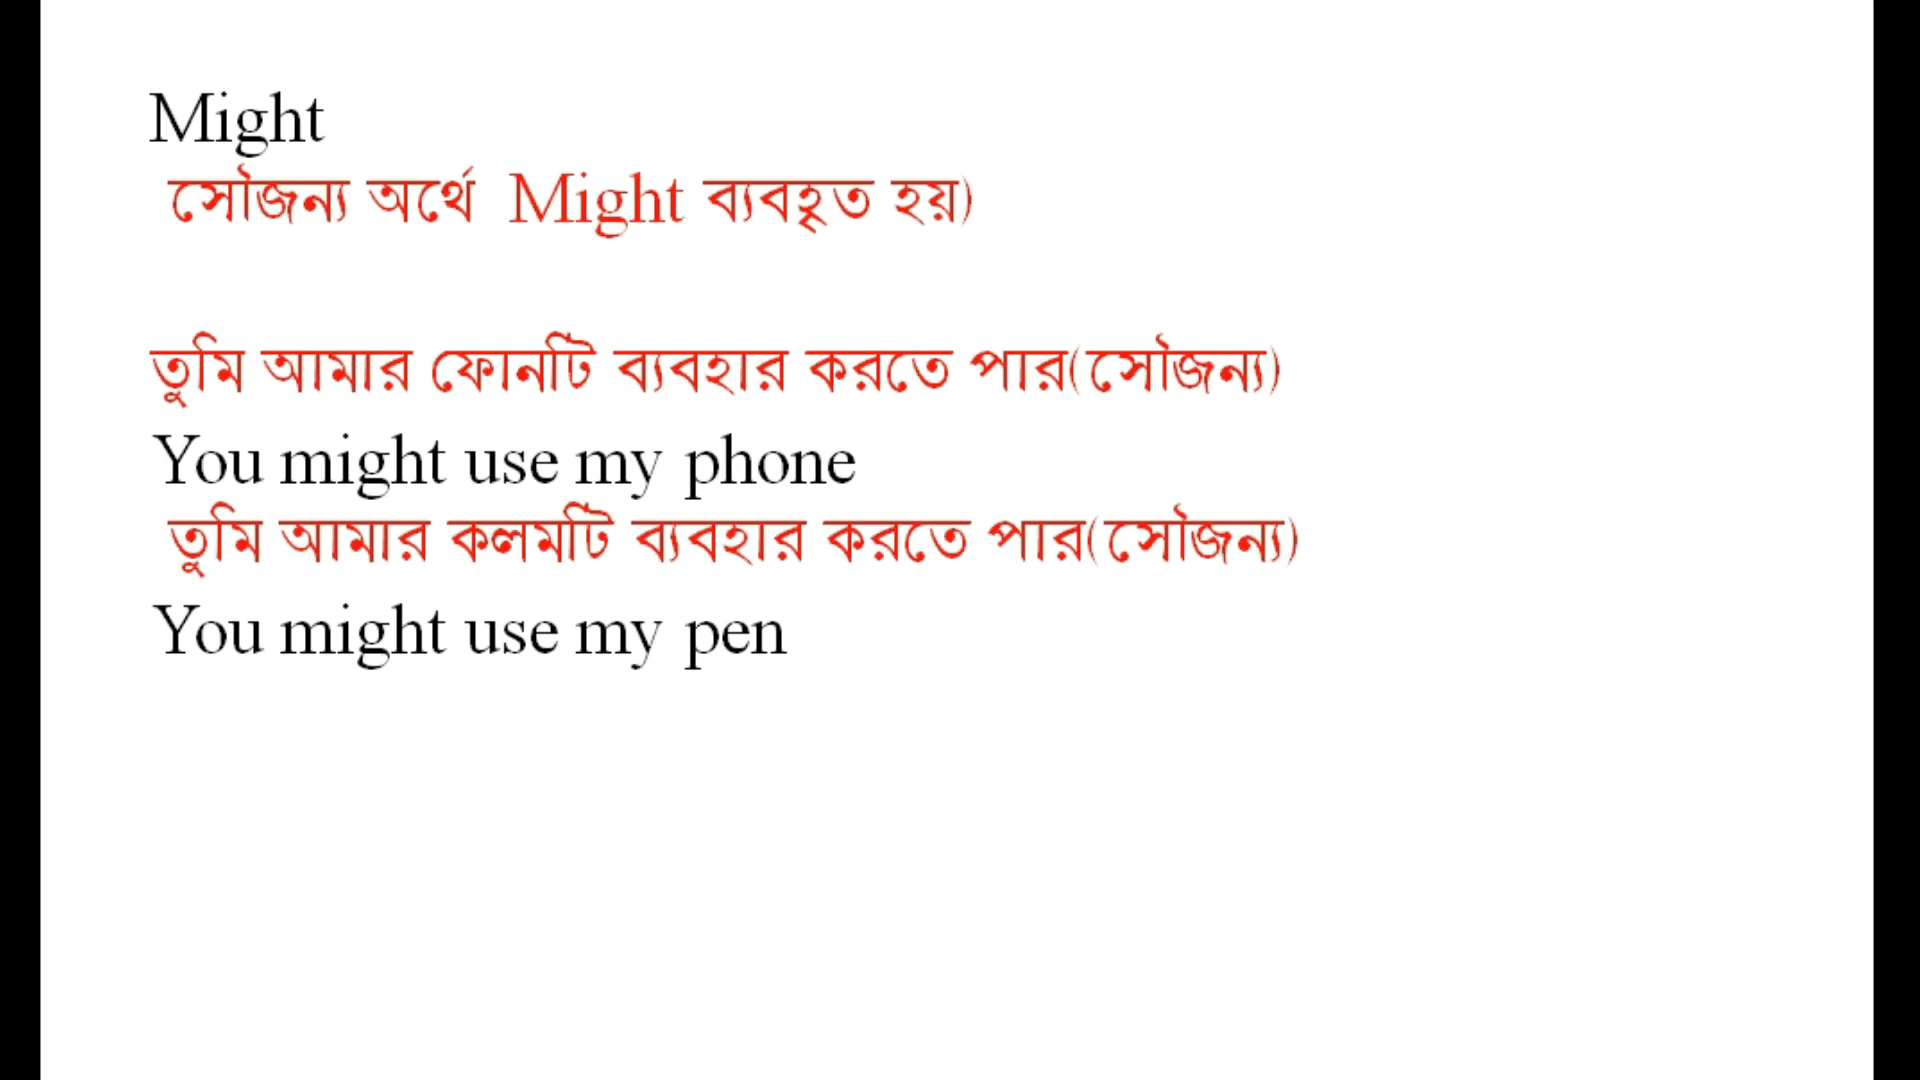 Might
সৌজন্য অর্থে Might ব্যবহৃত হয়)
তুমি আমার ফোনটি ব্যবহার করতে পার(সৌজন্য)
You might use my phone
তুমি আমার কলমটি ব্যবহার করতে পার(সৌজন্য)
You might use my pen